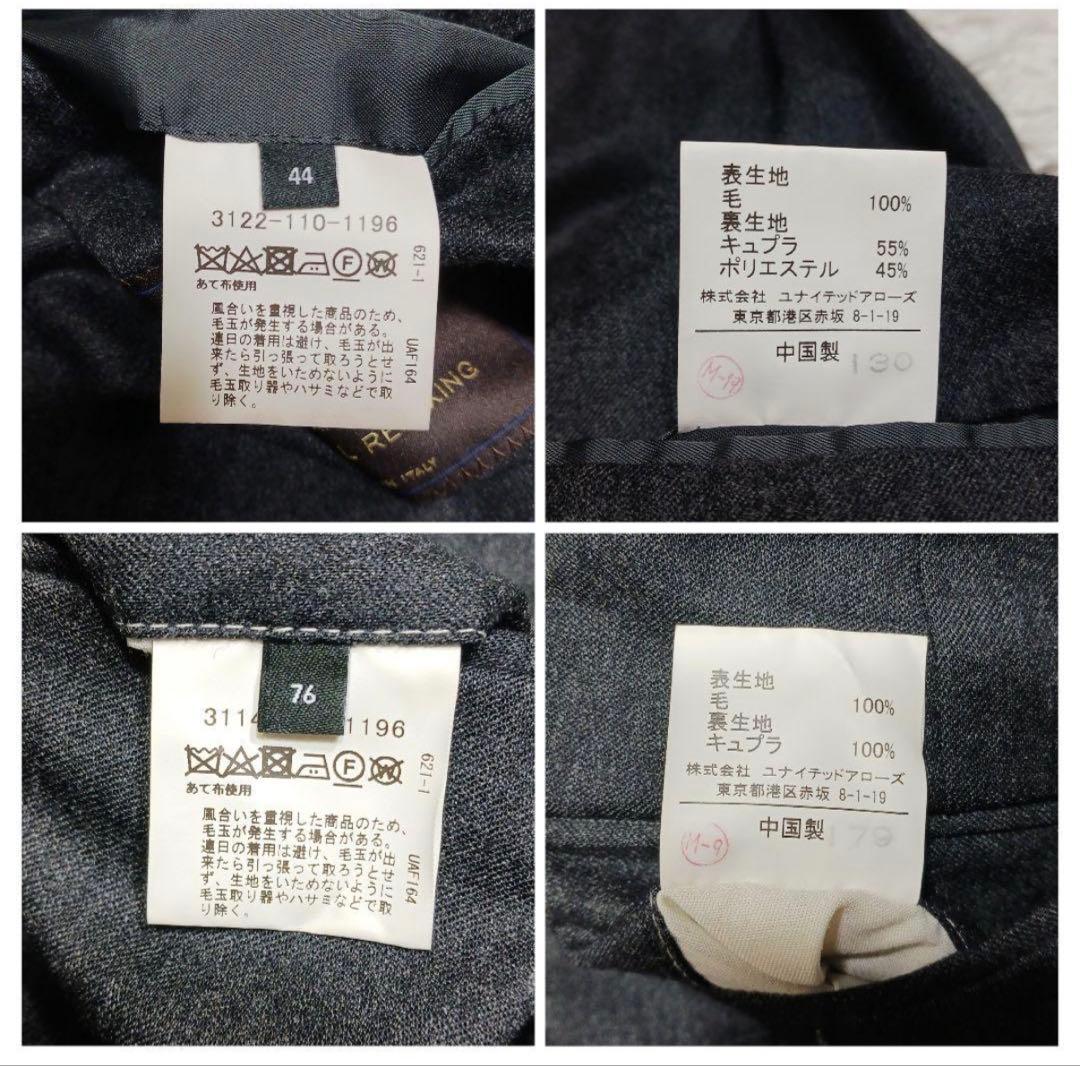 44
3122-110-1196
F
W
あて布使用
621-1
風合いを重視した商品のため、
毛玉が発生する場合がある。
連日の着用は避け、毛玉が出
来たら引っ張って取ろうとせ
ず、生地をいためないように
毛玉取り器やハサミなどで取
り除く。
UAF164
ITALY
表生地
毛 100%
裏生地
キュプラ 55%
ポリエステル 45%
株式会社 ユナイテッドアローズ
東京都港区赤坂 8-1-19
中国製 130
M-19
76
3114 1196
F
W
あて布使用
621-1
風合いを重視した商品のため、
毛玉が発生する場合がある。
連日の着用は避け、毛玉が出
来たら引っ張って取ろうとせ
ず、生地をいためないように
毛玉取り器やハサミなどで取
り除く。
UAF164
表生地
毛 100%
裏生地
キュプラ 100%
株式会社 ユナイテッドアローズ
東京都港区赤坂 8-1-19
中国製 179
M-9